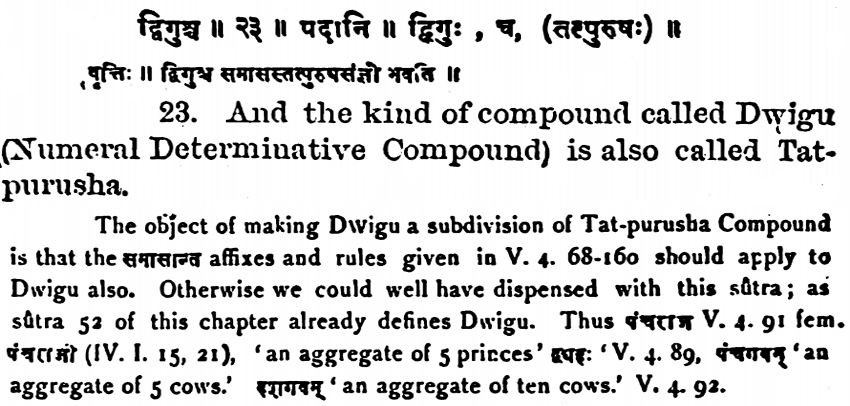 द्विगुश्च ॥ २३ ॥ पदानि ॥ द्विगुः , च, (तत्पुरुषः) ॥
वृत्तिः ॥ द्विगुश्च समासस्तत्पुरुषसंज्ञो भवति ॥
23. And the kind of compound called Dwigu
(Numeral Determinative Compound) is also called Tat-
purusha.
The object of making Dwigu a subdivision of Tat-purusha Compound
is that the समासान्त affixes and rules given in V. 4. 68-160 should apply to
Dwigu also. Otherwise we could well have dispensed with this sûtra; as
sûtra 52 of this chapter already defines Dwigu. Thus पंचराज V. 4. 91 fem.
पंचराजी (IV. I. 15, 21), 'an aggregate of 5 princes' द्व्यहः 'V. 4. 89, पंचगवम् 'an
aggregate of 5 cows.' दशगवम् 'an aggregate of ten cows.' V. 4. 92.